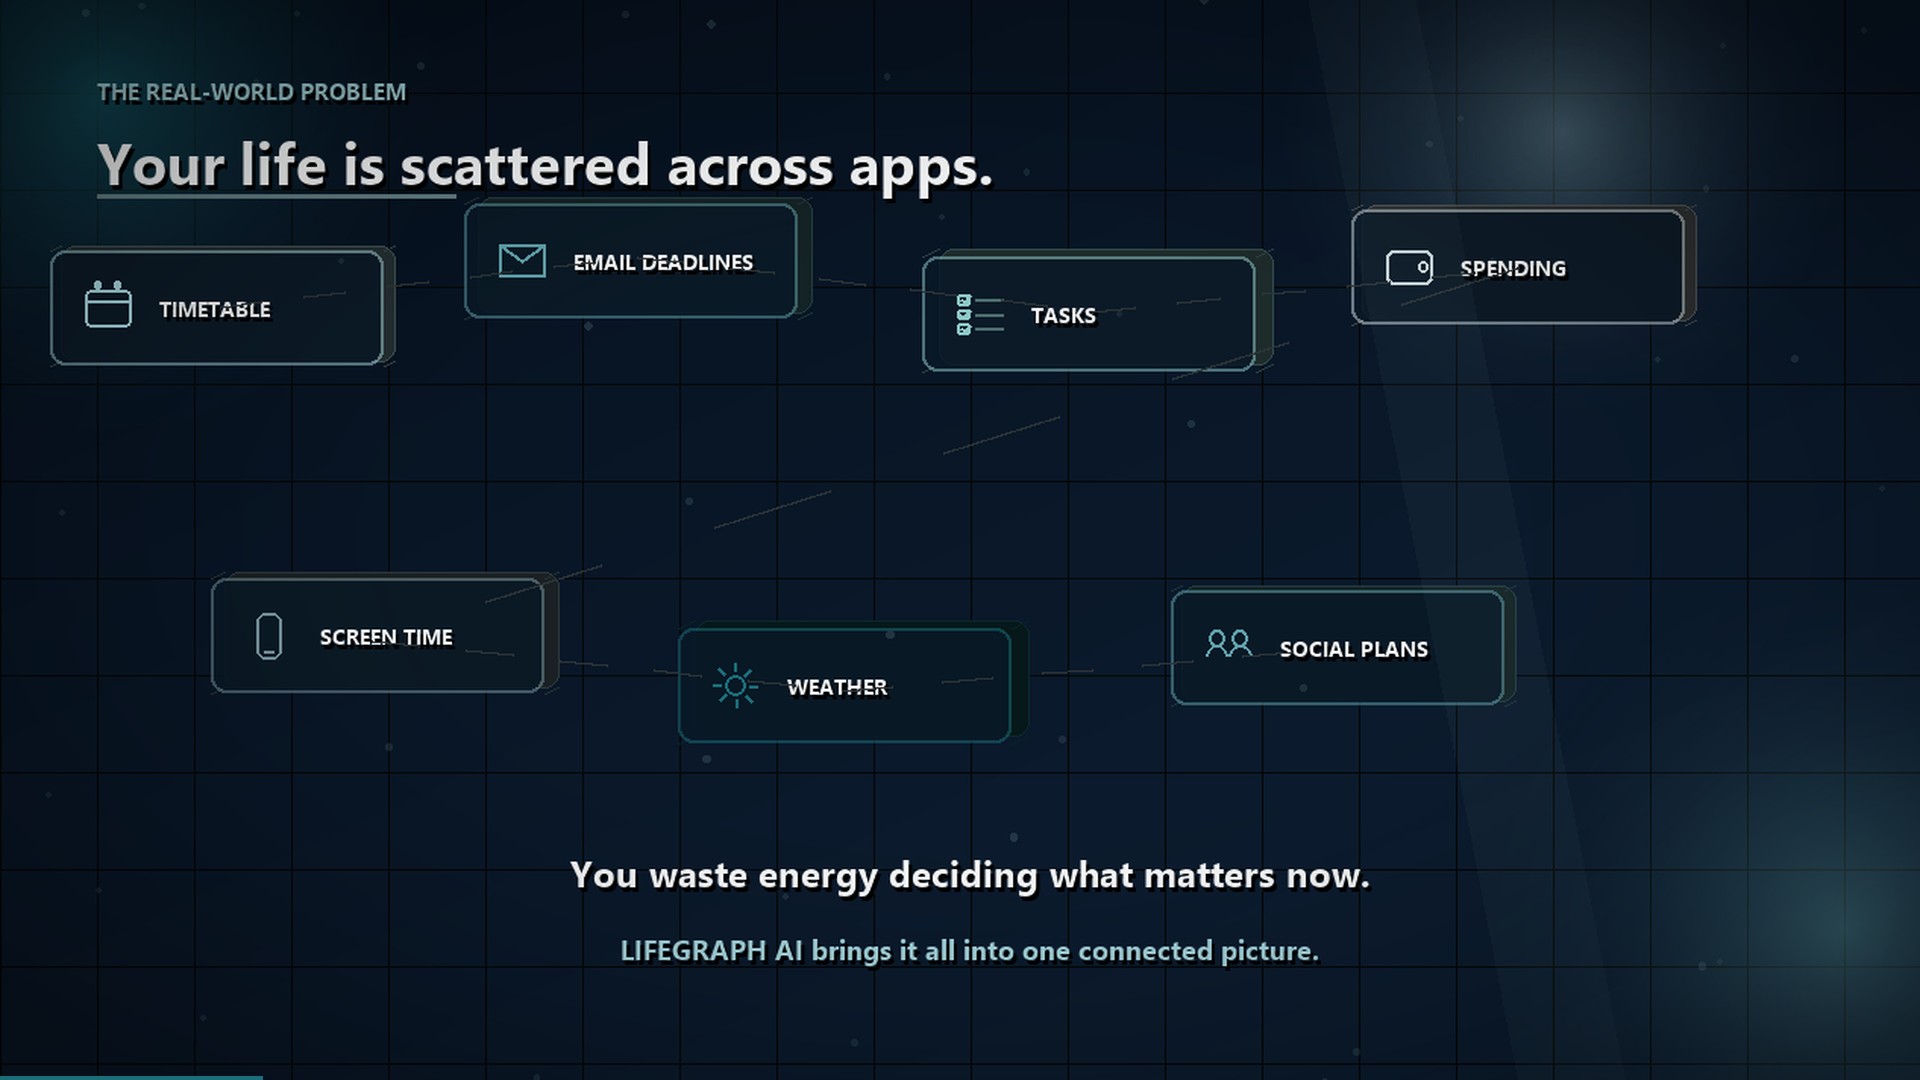 THE REAL-WORLD PROBLEM
Your life is scattered across apps.
TIMETABLE
EMAIL DEADLINES
TASKS
SPENDING
SCREEN TIME
WEATHER
SOCIAL PLANS
You waste energy deciding what matters now.
LIFEGRAPH AI brings it all into one connected picture.